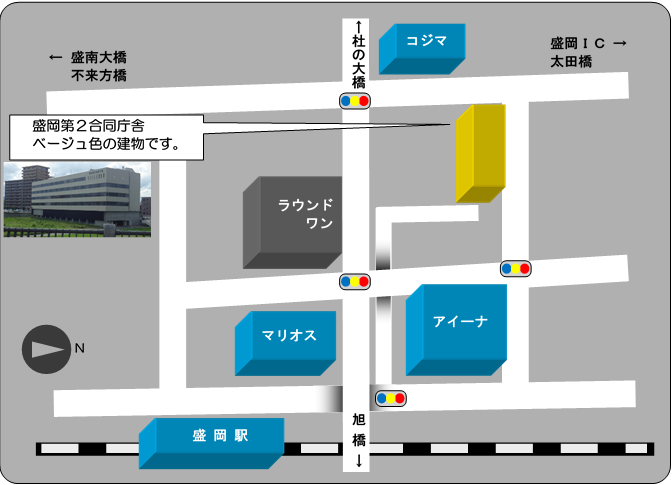 ↑杜の大橋
コジマ
← 盛南大橋
不来方橋
盛岡ＩＣ →
太田橋
盛岡第２合同庁舎
ベージュ色の建物です。
ラウンド
ワン
マリオス
アイーナ
N
盛岡駅
旭橋↓